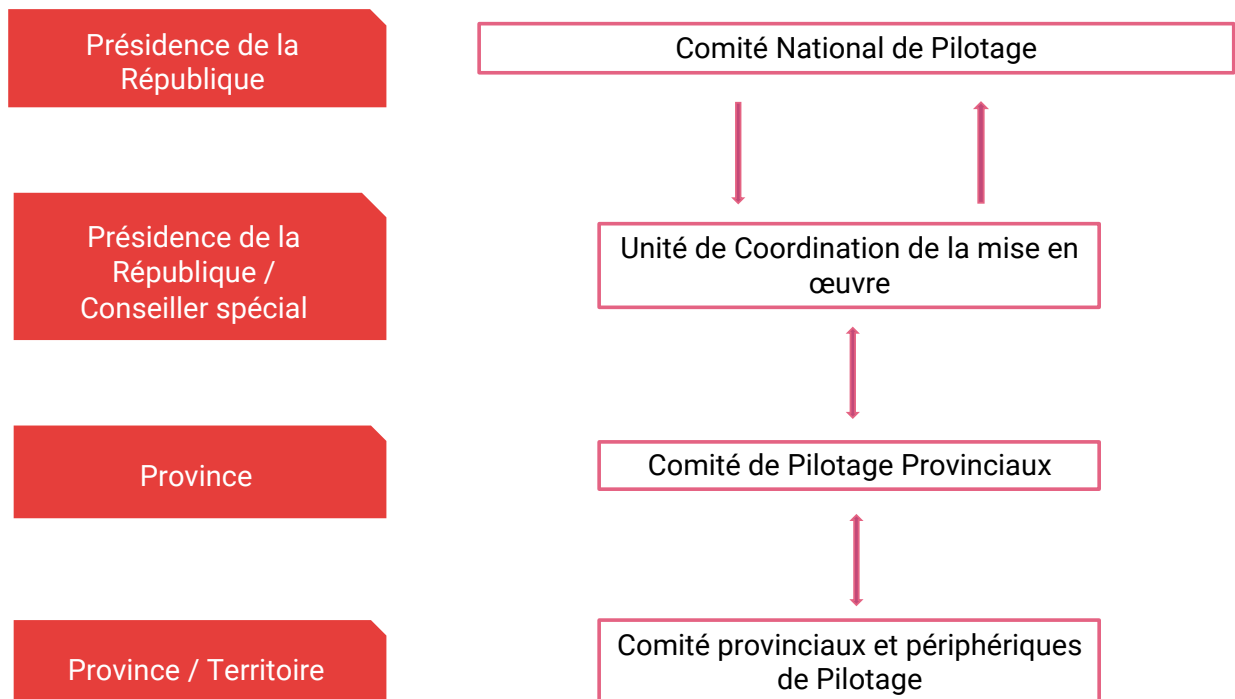 Présidence de la
République
Comité National de Pilotage
Présidence de la
République /
Conseiller spécial
Unité de Coordination de la mise en
œuvre
Province
Comité de Pilotage Provinciaux
Province / Territoire
Comité provinciaux et périphériques
de Pilotage